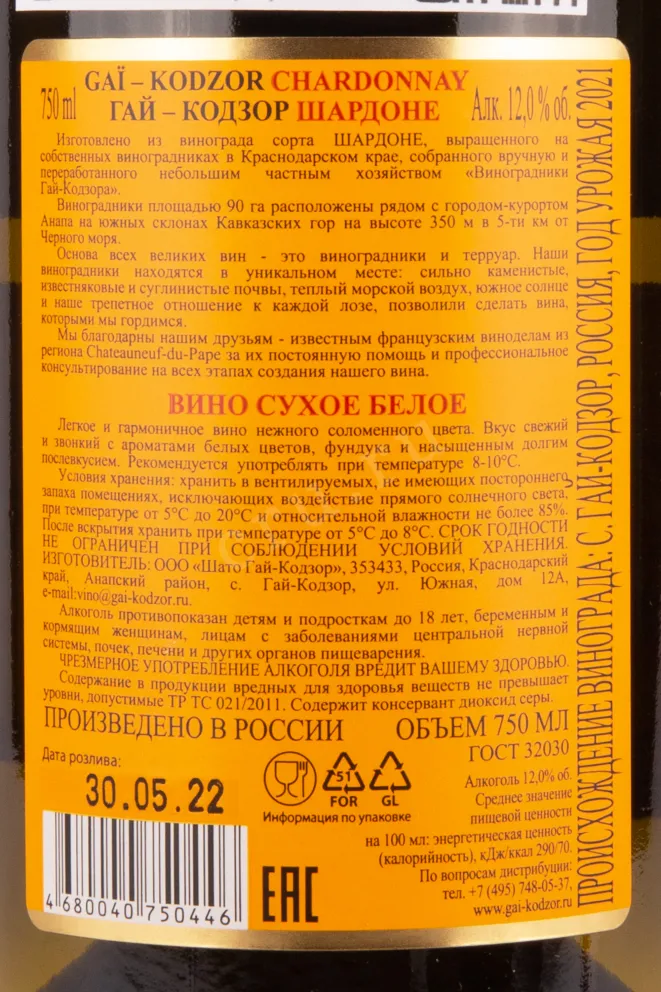 750 ml
GAÏ – KODZOR CHARDONNAY
ГАЙ – КОДЗОР ШАРДОНЕ
Алк. 12,0 % об.
Изготовлено из винограда сорта ШАРДОНЕ, выращенного на
собственных виноградниках в Краснодарском крае, собранного вручную и
переработанного небольшим частным хозяйством «Виноградники
Гай-Кодзора».
Виноградники площадью 90 га расположены рядом с городом-курортом
Анапа на южных склонах Кавказских гор на высоте 350 м в 5-ти км от
Черного моря.
Основа всех великих вин - это виноградники и терруар. Наши
виноградники находятся в уникальном месте: сильно каменистые,
известняковые и суглинистые почвы, теплый морской воздух, южное солнце
и наше трепетное отношение к каждой лозе, позволили сделать вина,
которыми мы гордимся.
Мы благодарны нашим друзьям - известным французским виноделам из
региона Chateauneuf-du-Pape за их постоянную помощь и профессиональное
консультирование на всех этапах создания нашего вина.
ВИНО СУХОЕ БЕЛОЕ
Легкое и гармоничное вино нежного соломенного цвета. Вкус свежий
и звонкий с ароматами белых цветов, фундука и насыщенным долгим
послевкусием. Рекомендуется употреблять при температуре 8-10°С.
Условия хранения: хранить в вентилируемых, не имеющих постороннего
запаха помещениях, исключающих воздействие прямого солнечного света,
при температуре от 5°С до 20°С и относительной влажности не более 85%.
После вскрытия хранить при температуре от 5°С до 8°С. СРОК ГОДНОСТИ
НЕ ОГРАНИЧЕН ПРИ СОБЛЮДЕНИИ УСЛОВИЙ ХРАНЕНИЯ.
ИЗГОТОВИТЕЛЬ: ООО «Шато Гай-Кодзор», 353433, Россия, Краснодарский
край, Анапский район, с. Гай-Кодзор, ул. Южная, дом 12А,
e-mail:vino@gai-kodzor.ru.
Алкоголь противопоказан детям и подросткам до 18 лет, беременным и
кормящим женщинам, лицам с заболеваниями центральной нервной
системы, почек, печени и других органов пищеварения.
ЧРЕЗМЕРНОЕ УПОТРЕБЛЕНИЕ АЛКОГОЛЯ ВРЕДИТ ВАШЕМУ ЗДОРОВЬЮ.
Содержание в продукции вредных для здоровья веществ не превышает
уровни, допустимые ТР ТС 021/2011. Содержит консервант диоксид серы.
ПРОИЗВЕДЕНО В РОССИИ
ОБЪЕМ 750 МЛ
ГОСТ 32030
Дата розлива:
30.05.22
51
FOR
GL
Информация по упаковке
Алкоголь 12,0% об.
Среднее значение
пищевой ценности
на 100 мл: энергетическая ценность
(калорийность), кДж/ккал 290/70.
По вопросам дистрибуции:
тел. +7 (495) 748-05-37,
www.gai-kodzor.ru
4 680040 750446
ЕАС
ПРОИСХОЖДЕНИЕ ВИНОГРАДА: С. ГАЙ-КОДЗОР, РОССИЯ, ГОД УРОЖАЯ 2021